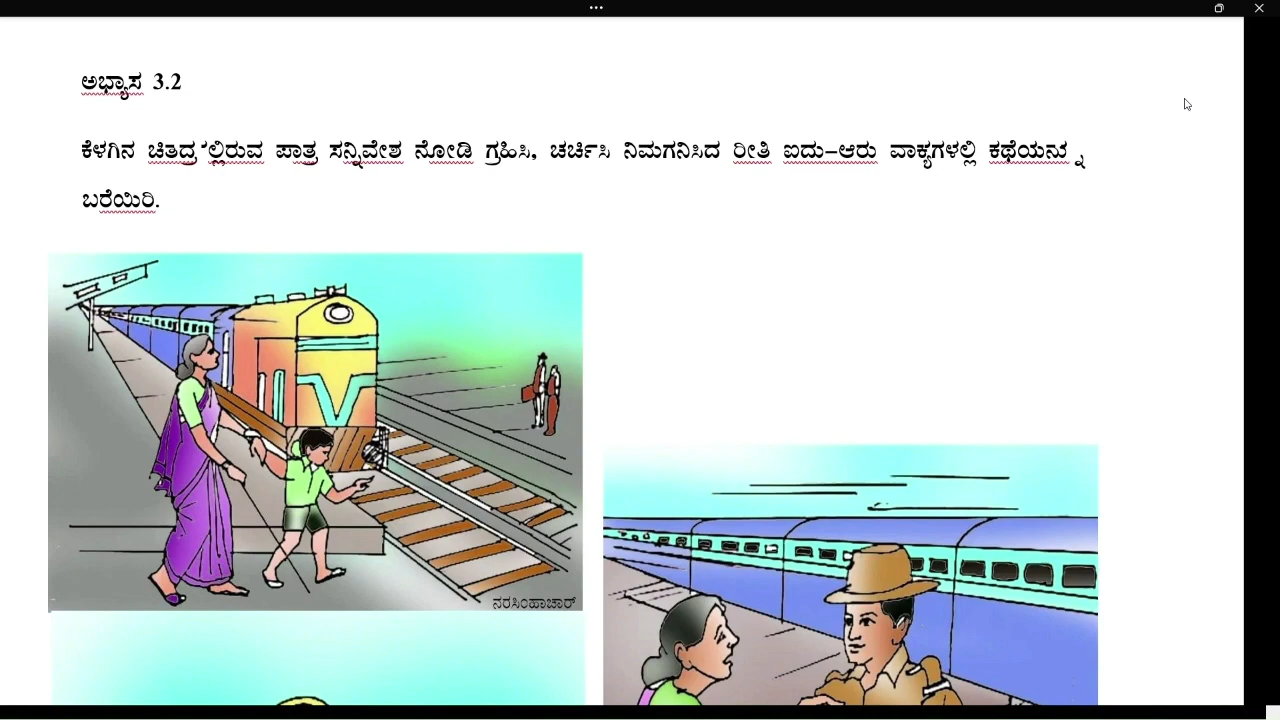 ಅಭ್ಯಾಸ 3.2
ಕೆಳಗಿನ ಚಿತ್ರದಲ್ಲಿರುವ ಪಾತ್ರ ಸನ್ನಿವೇಶ ನೋಡಿ ಗ್ರಹಿಸಿ, ಚರ್ಚಿಸಿ ನಿಮಗನಿಸಿದ ರೀತಿ ಐದು–ಆರು ವಾಕ್ಯಗಳಲ್ಲಿ ಕಥೆಯನ್ನು
ಬರೆಯಿರಿ.
ನರಸಿಂಹಾಚಾರ್